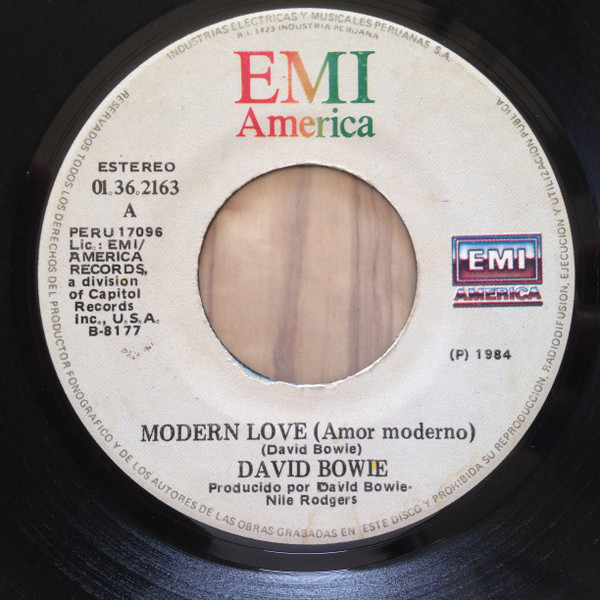 INDUSTRIAS ELECTRICAS Y MUSICALES PERUANAS S.A.
R.I. 1423 INDUSTRIA PERUANA
EMI
America
ESTEREO
01.36.2163
A
PERU 17096
Lic.: EMI/
AMERICA
RECORDS,
a division
of Capitol
Records
Inc., U.S.A.
B-8177
EMI
AMERICA
(P) 1984
MODERN LOVE (Amor moderno)
(David Bowie)
DAVID BOWIE
Producido por David Bowie-
Nile Rodgers
RESERVADOS TODOS LOS DERECHOS DEL PRODUCTOR FONOGRAFICO Y DE LOS AUTORES DE LAS OBRAS GRABADAS EN ESTE DISCO Y PROHIBIDA SU REPRODUCCION, RADIODIFUSION, EJECUCION Y UTILIZACION PUBLICA